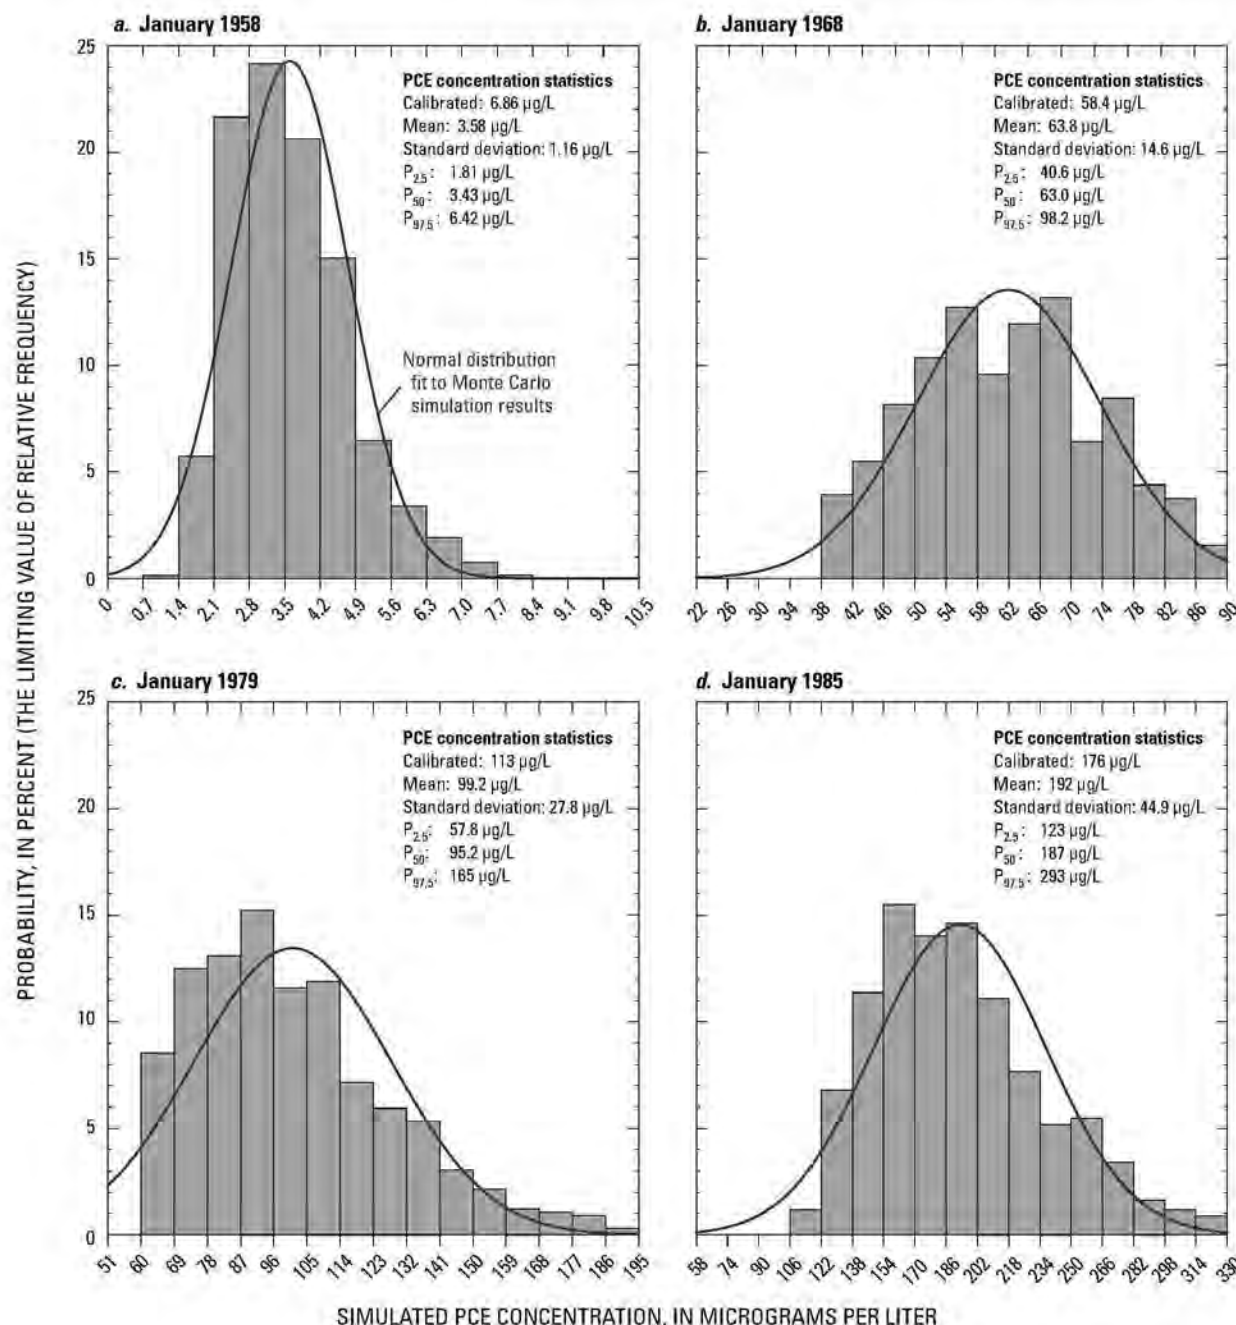 a. January 1958
25
20
15
10
5
0
PCE concentration statistics
Calibrated: 6.86 µg/L
Mean: 3.58 µg/L
Standard deviation: 1.16 µg/L
P2.5: 1.81 µg/L
P50: 3.43 µg/L
P97.5: 6.42 µg/L
Normal distribution
fit to Monte Carlo
simulation results
0 0.7 1.4 2.1 2.8 3.5 4.2 4.9 5.6 6.3 7.0 7.7 8.4 9.1 9.8 10.5
b. January 1968
PCE concentration statistics
Calibrated: 58.4 µg/L
Mean: 63.8 µg/L
Standard deviation: 14.6 µg/L
P2.5: 40.6 µg/L
P50: 63.0 µg/L
P97.5: 98.2 µg/L
22 26 30 34 38 42 46 50 54 58 62 66 70 74 78 82 86 90
c. January 1979
25
20
15
10
5
0
PCE concentration statistics
Calibrated: 113 µg/L
Mean: 99.2 µg/L
Standard deviation: 27.8 µg/L
P2.5: 57.8 µg/L
P50: 95.2 µg/L
P97.5: 165 µg/L
51 60 69 78 87 96 105 114 123 132 141 150 159 168 177 186 195
d. January 1985
PCE concentration statistics
Calibrated: 176 µg/L
Mean: 192 µg/L
Standard deviation: 44.9 µg/L
P2.5: 123 µg/L
P50: 187 µg/L
P97.5: 293 µg/L
58 74 90 106 122 138 154 170 186 202 218 234 250 266 282 298 314 330
PROBABILITY, IN PERCENT (THE LIMITING VALUE OF RELATIVE FREQUENCY)
SIMULATED PCE CONCENTRATION, IN MICROGRAMS PER LITER